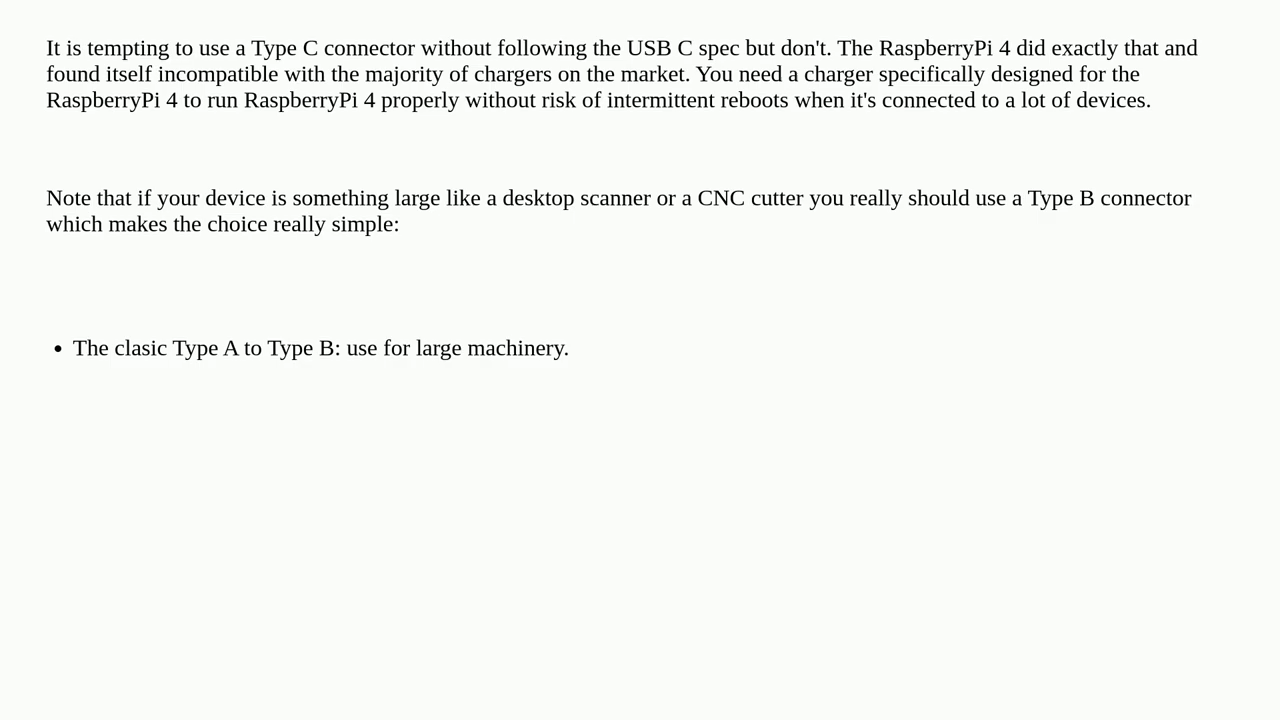 It is tempting to use a Type C connector without following the USB C spec but don't. The RaspberryPi 4 did exactly that and
found itself incompatible with the majority of chargers on the market. You need a charger specifically designed for the
RaspberryPi 4 to run RaspberryPi 4 properly without risk of intermittent reboots when it's connected to a lot of devices.
Note that if your device is something large like a desktop scanner or a CNC cutter you really should use a Type B connector
which makes the choice really simple:
• The clasic Type A to Type B: use for large machinery.